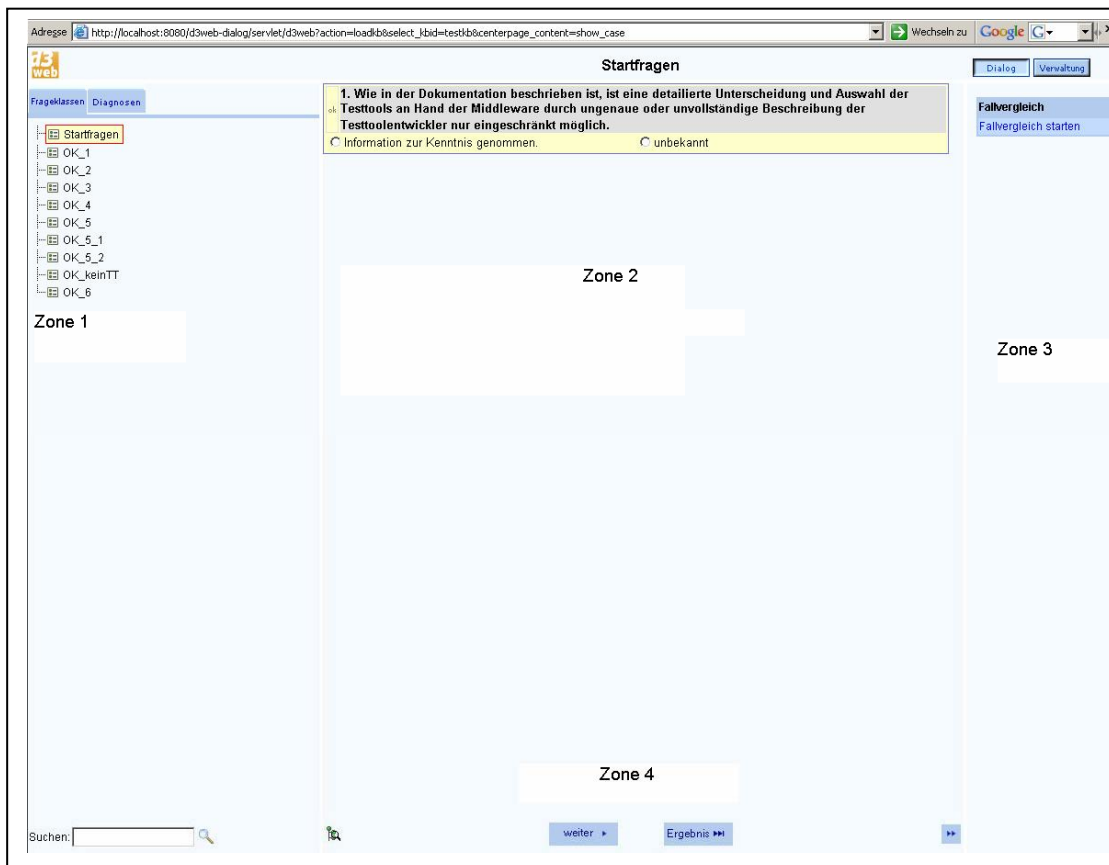 Adresse http://localhost:8080/d3web-dialog/servlet/d3web?action=loadkb&select_kbid=testkb&centerpage_content=show_case Wechseln zu Google G
d3 web
Startfragen
Dialog Verwaltung
Frageklassen Diagnosen
Startfragen
OK_1
OK_2
OK_3
OK_4
OK_5
OK_5_1
OK_5_2
OK_keinTT
OK_6
Zone 1
ok
1. Wie in der Dokumentation beschrieben ist, ist eine detailierte Unterscheidung und Auswahl der
Testtools an Hand der Middleware durch ungenaue oder unvollständige Beschreibung der
Testtoolentwickler nur eingeschränkt möglich.
Information zur Kenntnis genommen. unbekannt
Zone 2
Fallvergleich
Fallvergleich starten
Zone 3
Zone 4
Suchen:
weiter Ergebnis